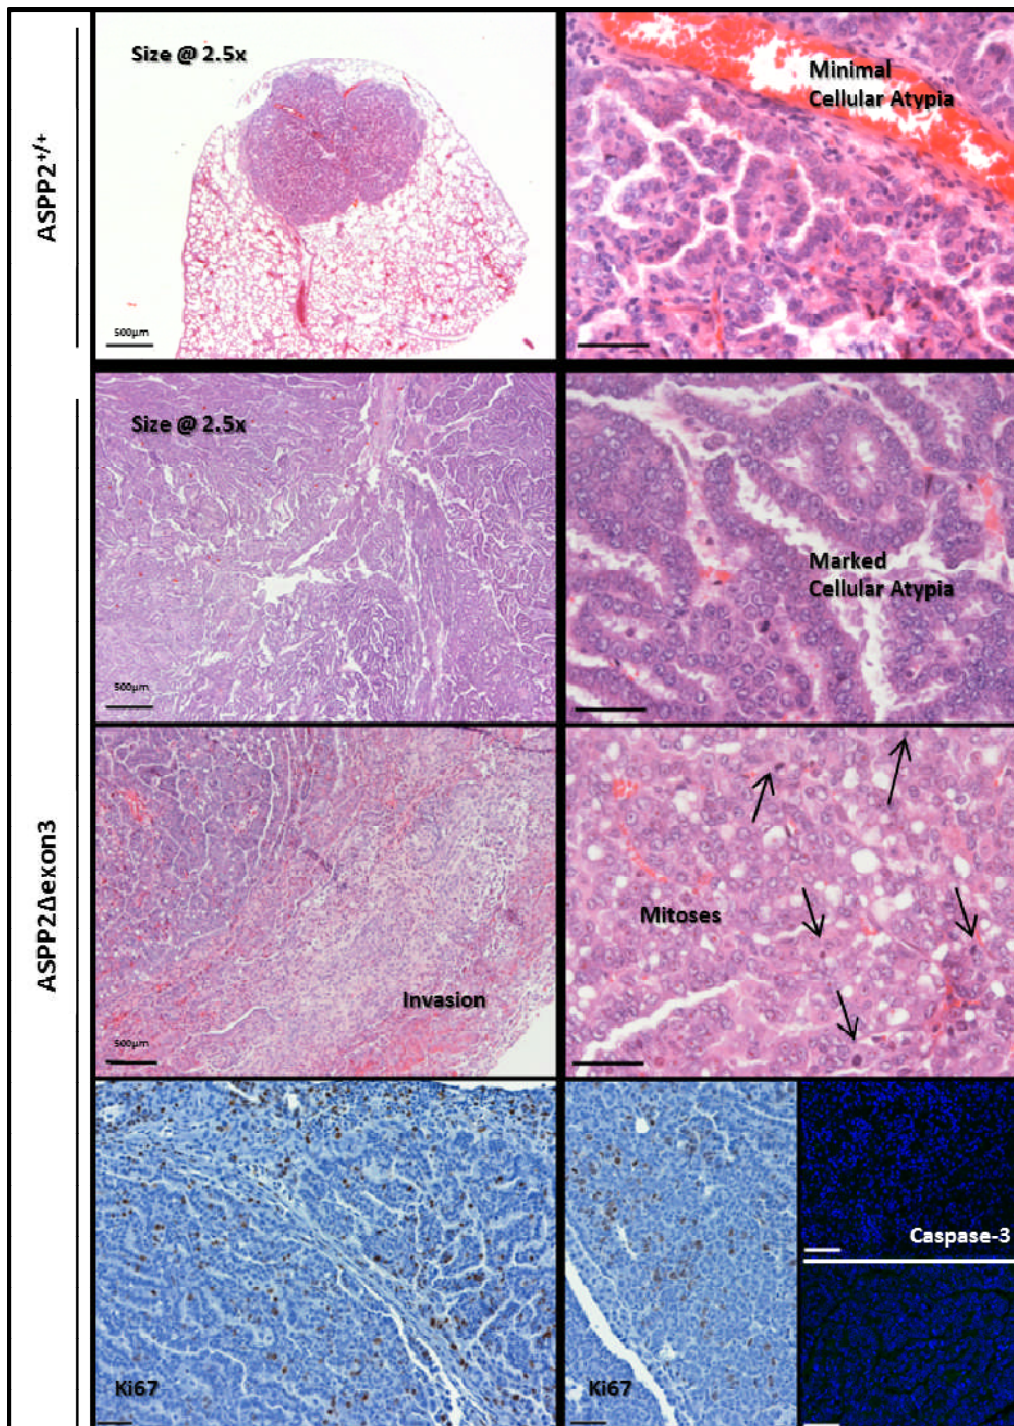 ASPP2+/+
Size @ 2.5x
500µm
Minimal
Cellular Atypia
ASPP2Δexon3
Size @ 2.5x
500µm
Marked
Cellular Atypia
Invasion
500µm
Mitoses
Ki67
Ki67
Caspase-3